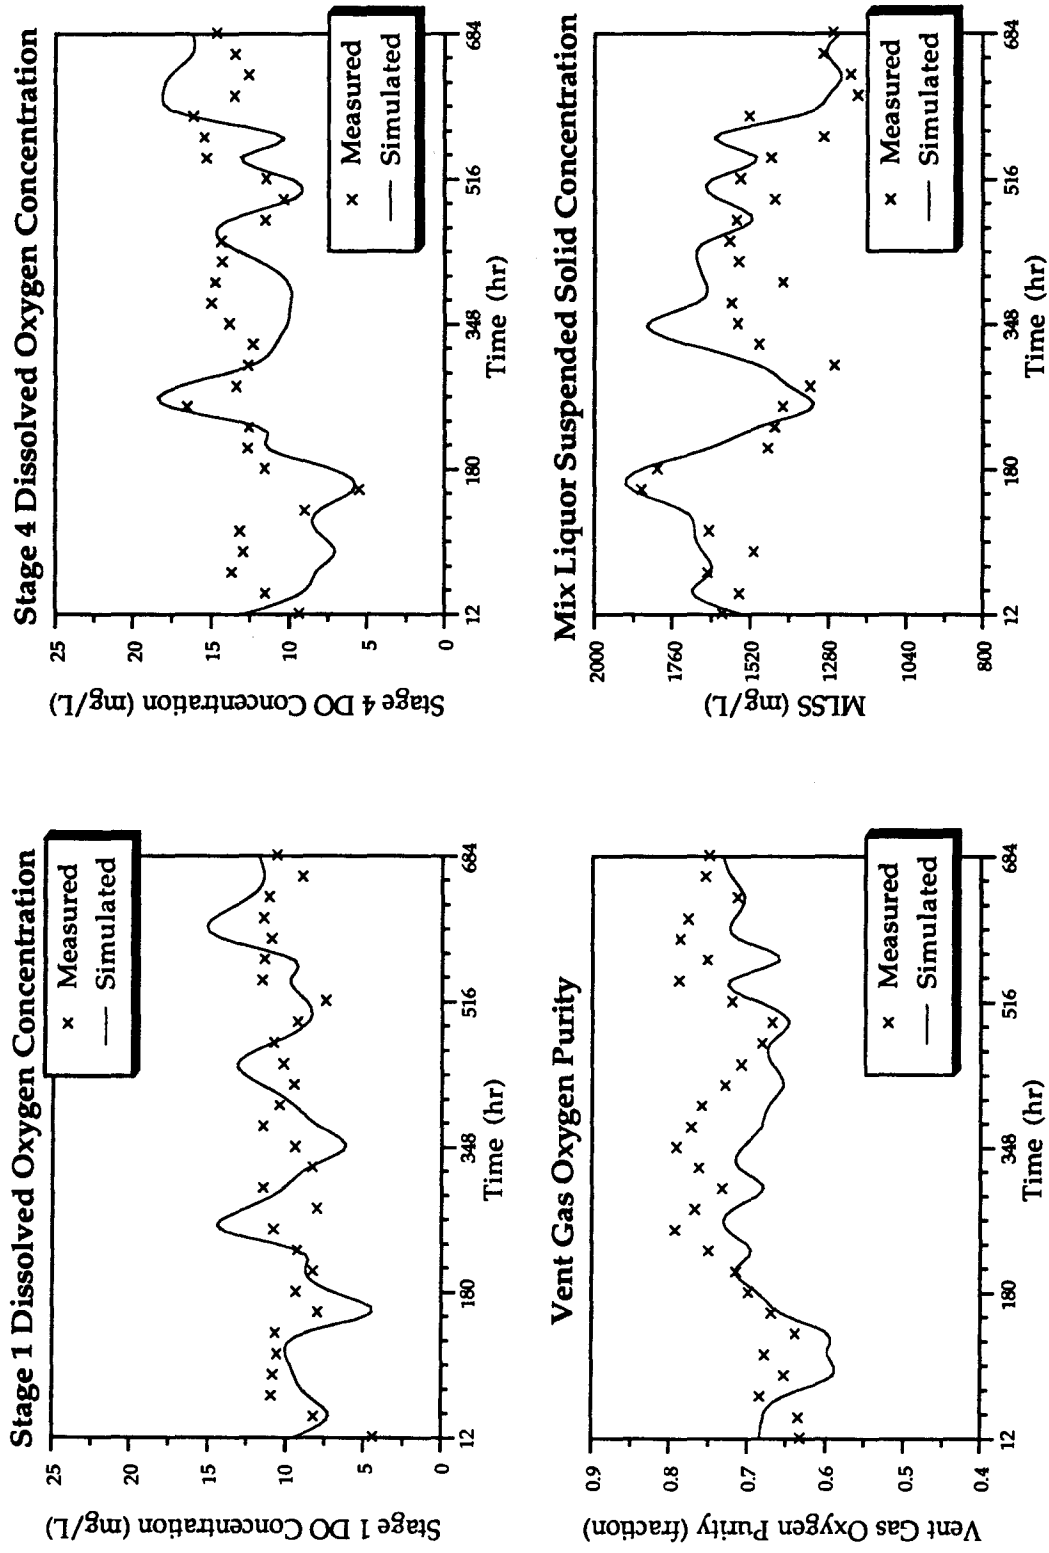 Stage 1 Dissolved Oxygen Concentration
Stage 1 DO Concentration (mg/L)
25
20
15
10
5
0
12
180
348
516
684
Time (hr)
× Measured
— Simulated
Stage 4 Dissolved Oxygen Concentration
Stage 4 DO Concentration (mg/L)
25
20
15
10
5
0
12
180
348
516
684
Time (hr)
× Measured
— Simulated
Vent Gas Oxygen Purity
Vent Gas Oxygen Purity (fraction)
0.9
0.8
0.7
0.6
0.5
0.4
12
180
348
516
684
Time (hr)
× Measured
— Simulated
Mix Liquor Suspended Solid Concentration
MLSS (mg/L)
2000
1760
1520
1280
1040
800
12
180
348
516
684
Time (hr)
× Measured
— Simulated